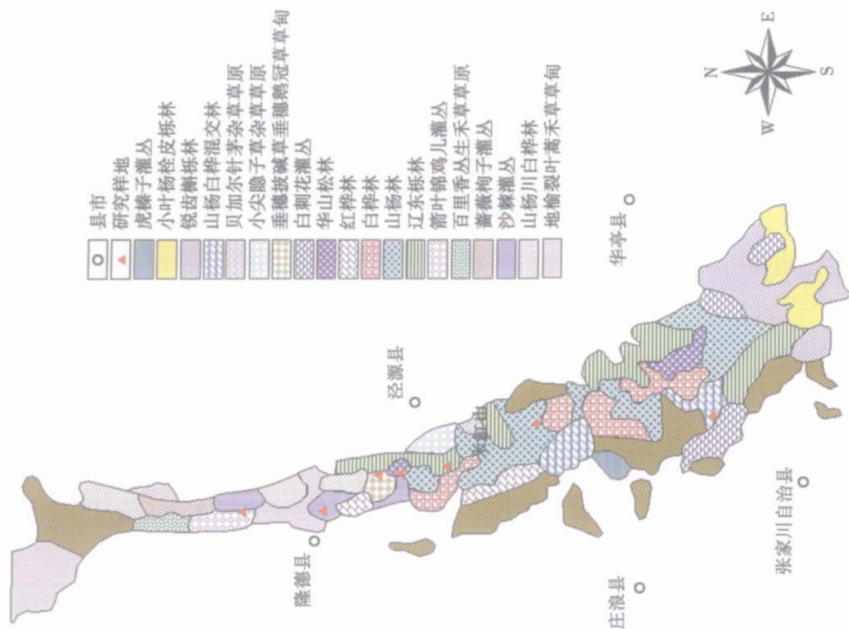 县市
研究样地
虎榛子灌丛
小叶杨栓皮栎林
锐齿槲栎林
山杨白桦混交林
贝加尔针茅杂草草原
小尖隐子草杂草草原
垂穗披碱草垂穗鹅冠草草甸
白刺花灌丛
华山松林
红桦林
白桦林
山杨林
辽东栎林
箭叶锦鸡儿灌丛
百里香丛生禾草草原
蔷薇栒子灌丛
沙棘灌丛
山杨川白桦林
地榆裂叶蒿禾草草甸
N
E
S
W
华亭县
泾源县
隆德县
庄浪县
张家川自治县